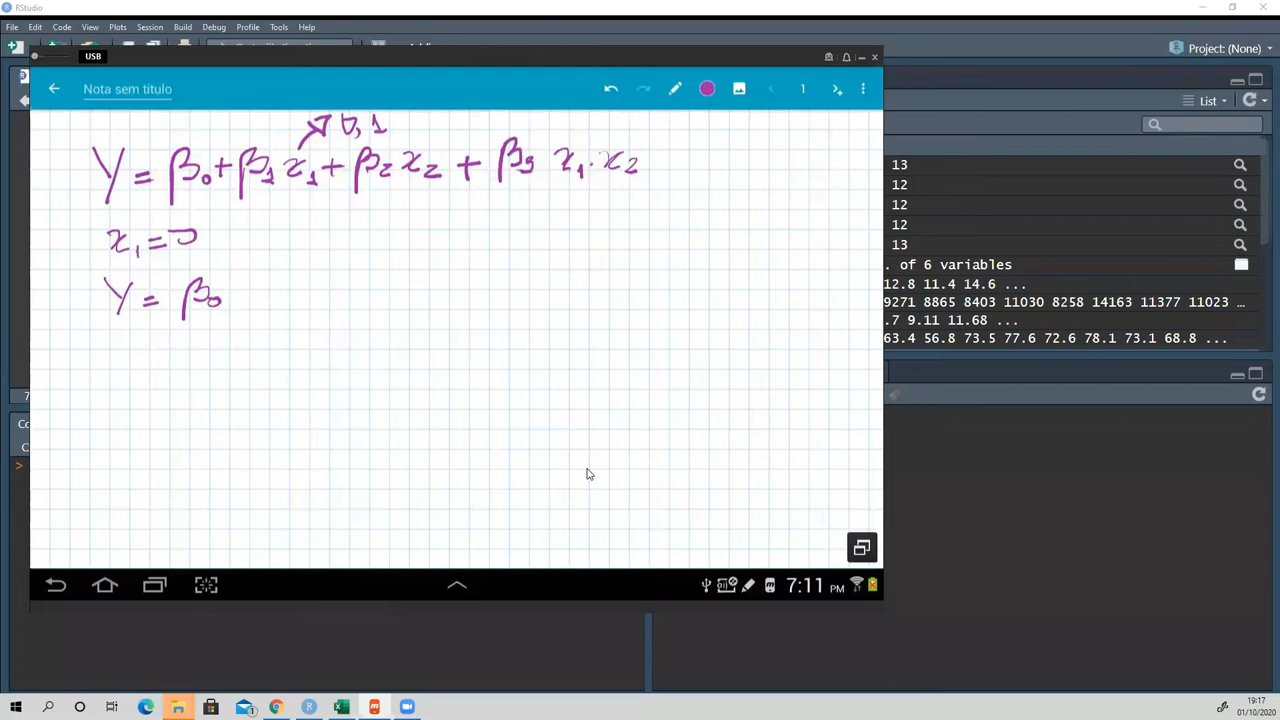 RStudio
File Edit Code View Plots Session Build Debug Profile Tools Help
Project: (None)
USB
Nota sem título
1
List
0, 1
Y = β0 + β1 x1 + β2 x2 + β3 x1 · x2
x1 = 0
Y = β0
13
12
12
12
13
. of 6 variables
12.8 11.4 14.6 ...
9271 8865 8403 11030 8258 14163 11377 11023 …
.7 9.11 11.68 ...
63.4 56.8 73.5 77.6 72.6 78.1 73.1 68.8 ...
7
Co
C
>
7:11 PM
19:17
01/10/2020